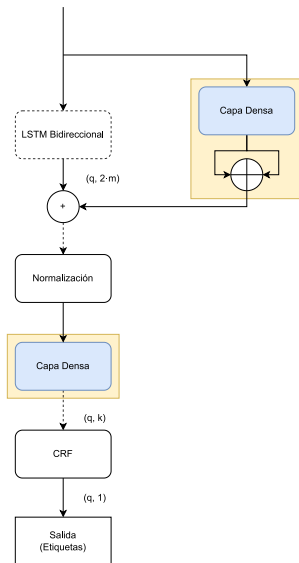 Capa Densa
LSTM Bidireccional
(q, 2·m)
+
Normalización
Capa Densa
(q, k)
CRF
(q, 1)
Salida
(Etiquetas)